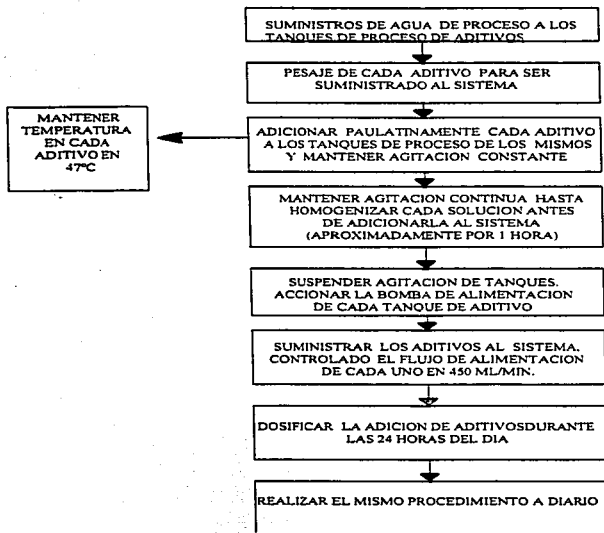 SUMINISTROS DE AGUA DE PROCESO A LOS
TANQUES DE PROCESO DE ADITIVOS
PESAJE DE CADA ADITIVO PARA SER
SUMINISTRADO AL SISTEMA
MANTENER
TEMPERATURA
EN CADA
ADITIVO EN
47ºC
ADICIONAR PAULATINAMENTE CADA ADITIVO
A LOS TANQUES DE PROCESO DE LOS MISMOS
Y MANTENER AGITACION CONSTANTE
MANTENER AGITACION CONTINUA HASTA
HOMOGENIZAR CADA SOLUCION ANTES
DE ADICIONARLA AL SISTEMA
(APROXIMADAMENTE POR 1 HORA)
SUSPENDER AGITACION DE TANQUES.
ACCIONAR LA BOMBA DE ALIMENTACION
DE CADA TANQUE DE ADITIVO
SUMINISTRAR LOS ADITIVOS AL SISTEMA.
CONTROLADO EL FLUJO DE ALIMENTACION
DE CADA UNO EN 450 ML/MIN.
DOSIFICAR LA ADICION DE ADITIVOSDURANTE
LAS 24 HORAS DEL DIA
REALIZAR EL MISMO PROCEDIMIENTO A DIARIO